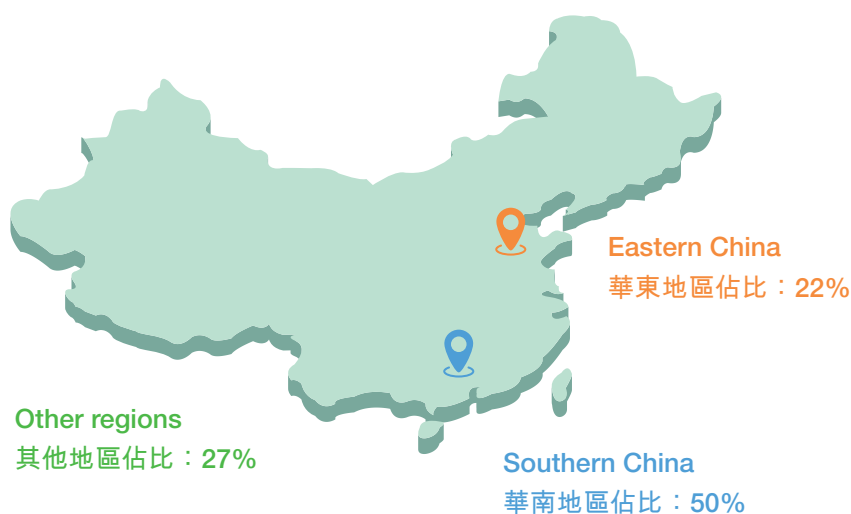 Eastern China
華東地區佔比：22%
Other regions
其他地區佔比：27%
Southern China
華南地區佔比：50%